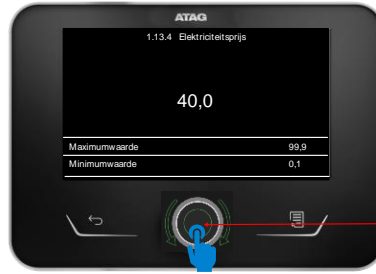 ATAG
1.13.4 Elektriciteitsprijs
40,0
Maximumwaarde 99,9
Minimumwaarde 0,1